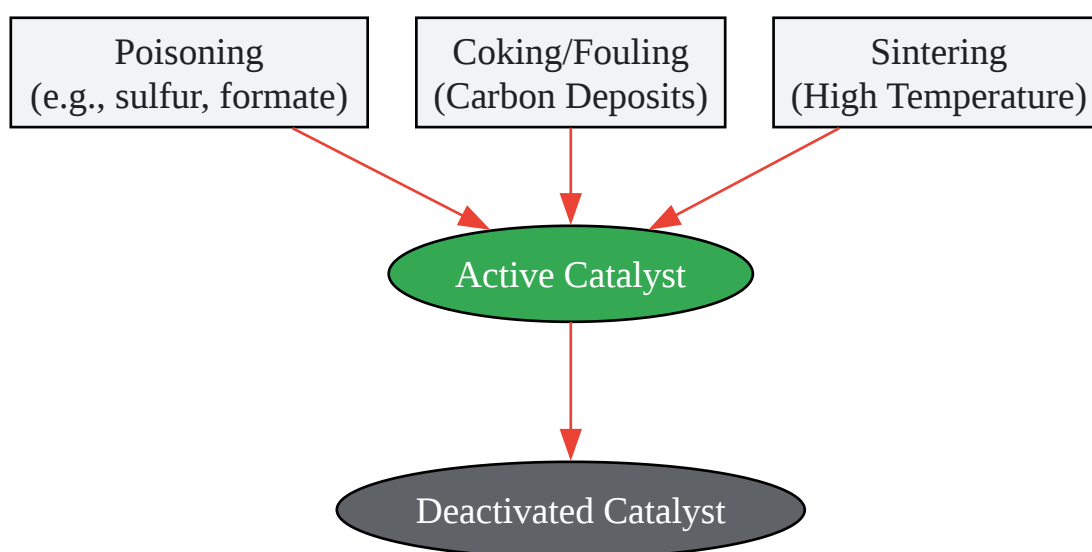 Poisoning
(e.g., sulfur, formate)
Coking/Fouling
(Carbon Deposits)
Sintering
(High Temperature)
Active Catalyst
Deactivated Catalyst